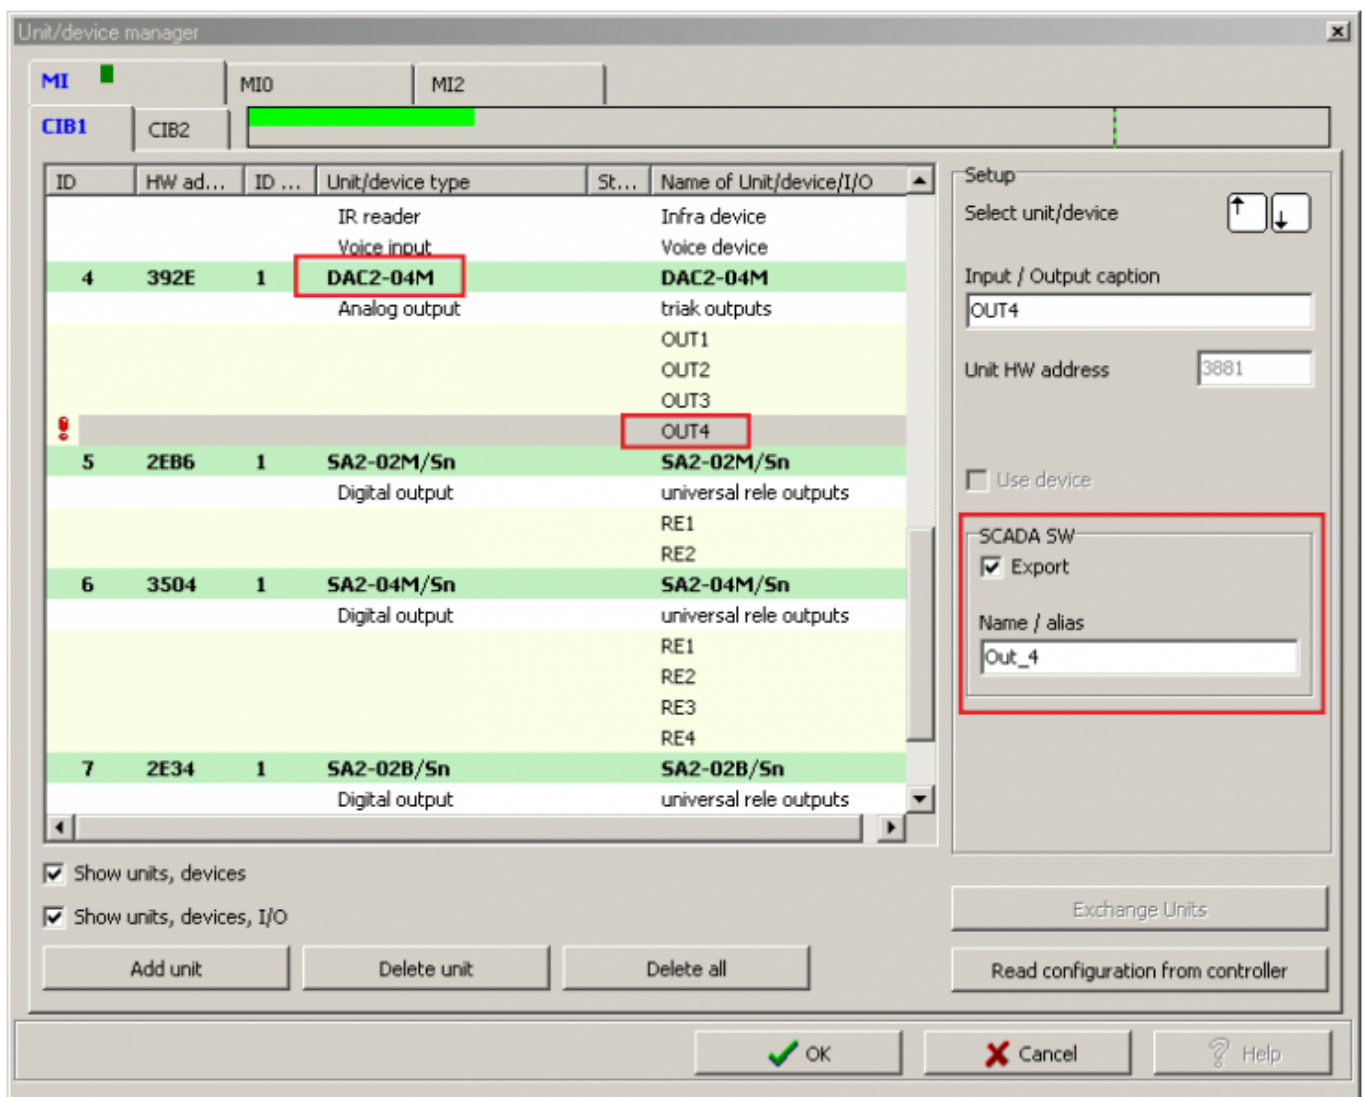 Unit/device manager
MI
MI0
MI2
CIB1
CIB2
ID HW ad... ID ... Unit/device type St... Name of Unit/device/I/O
IR reader Infra device
Voice input Voice device
4 392E 1 DAC2-04M DAC2-04M
Analog output triak outputs
OUT1
OUT2
OUT3
OUT4
5 2EB6 1 SA2-02M/Sn SA2-02M/Sn
Digital output universal rele outputs
RE1
RE2
6 3504 1 SA2-04M/Sn SA2-04M/Sn
Digital output universal rele outputs
RE1
RE2
RE3
RE4
7 2E34 1 SA2-02B/Sn SA2-02B/Sn
Digital output universal rele outputs
Setup
Select unit/device
Input / Output caption
OUT4
Unit HW address 3881
Use device
SCADA SW
Export
Name / alias
Out_4
Show units, devices
Show units, devices, I/O
Add unit
Delete unit
Delete all
Exchange Units
Read configuration from controller
OK
Cancel
Help